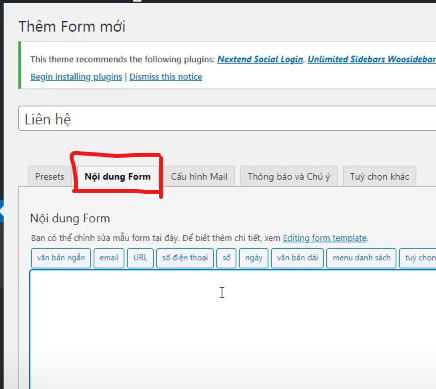 Thêm Form mới
This theme recommends the following plugins: Nextend Social Login, Unlimited Sidebars Woosidebar
Begin installing plugins | Dismiss this notice
Liên hệ
Presets Nội dung Form Cấu hình Mail Thông báo và Chú ý Tuỳ chọn khác
Nội dung Form
Bạn có thể chỉnh sửa mẫu form tại đây. Để biết thêm chi tiết, xem Editing form template.
văn bản ngắn email URL số điện thoại số ngày văn bản dài menu danh sách tuỳ chọn